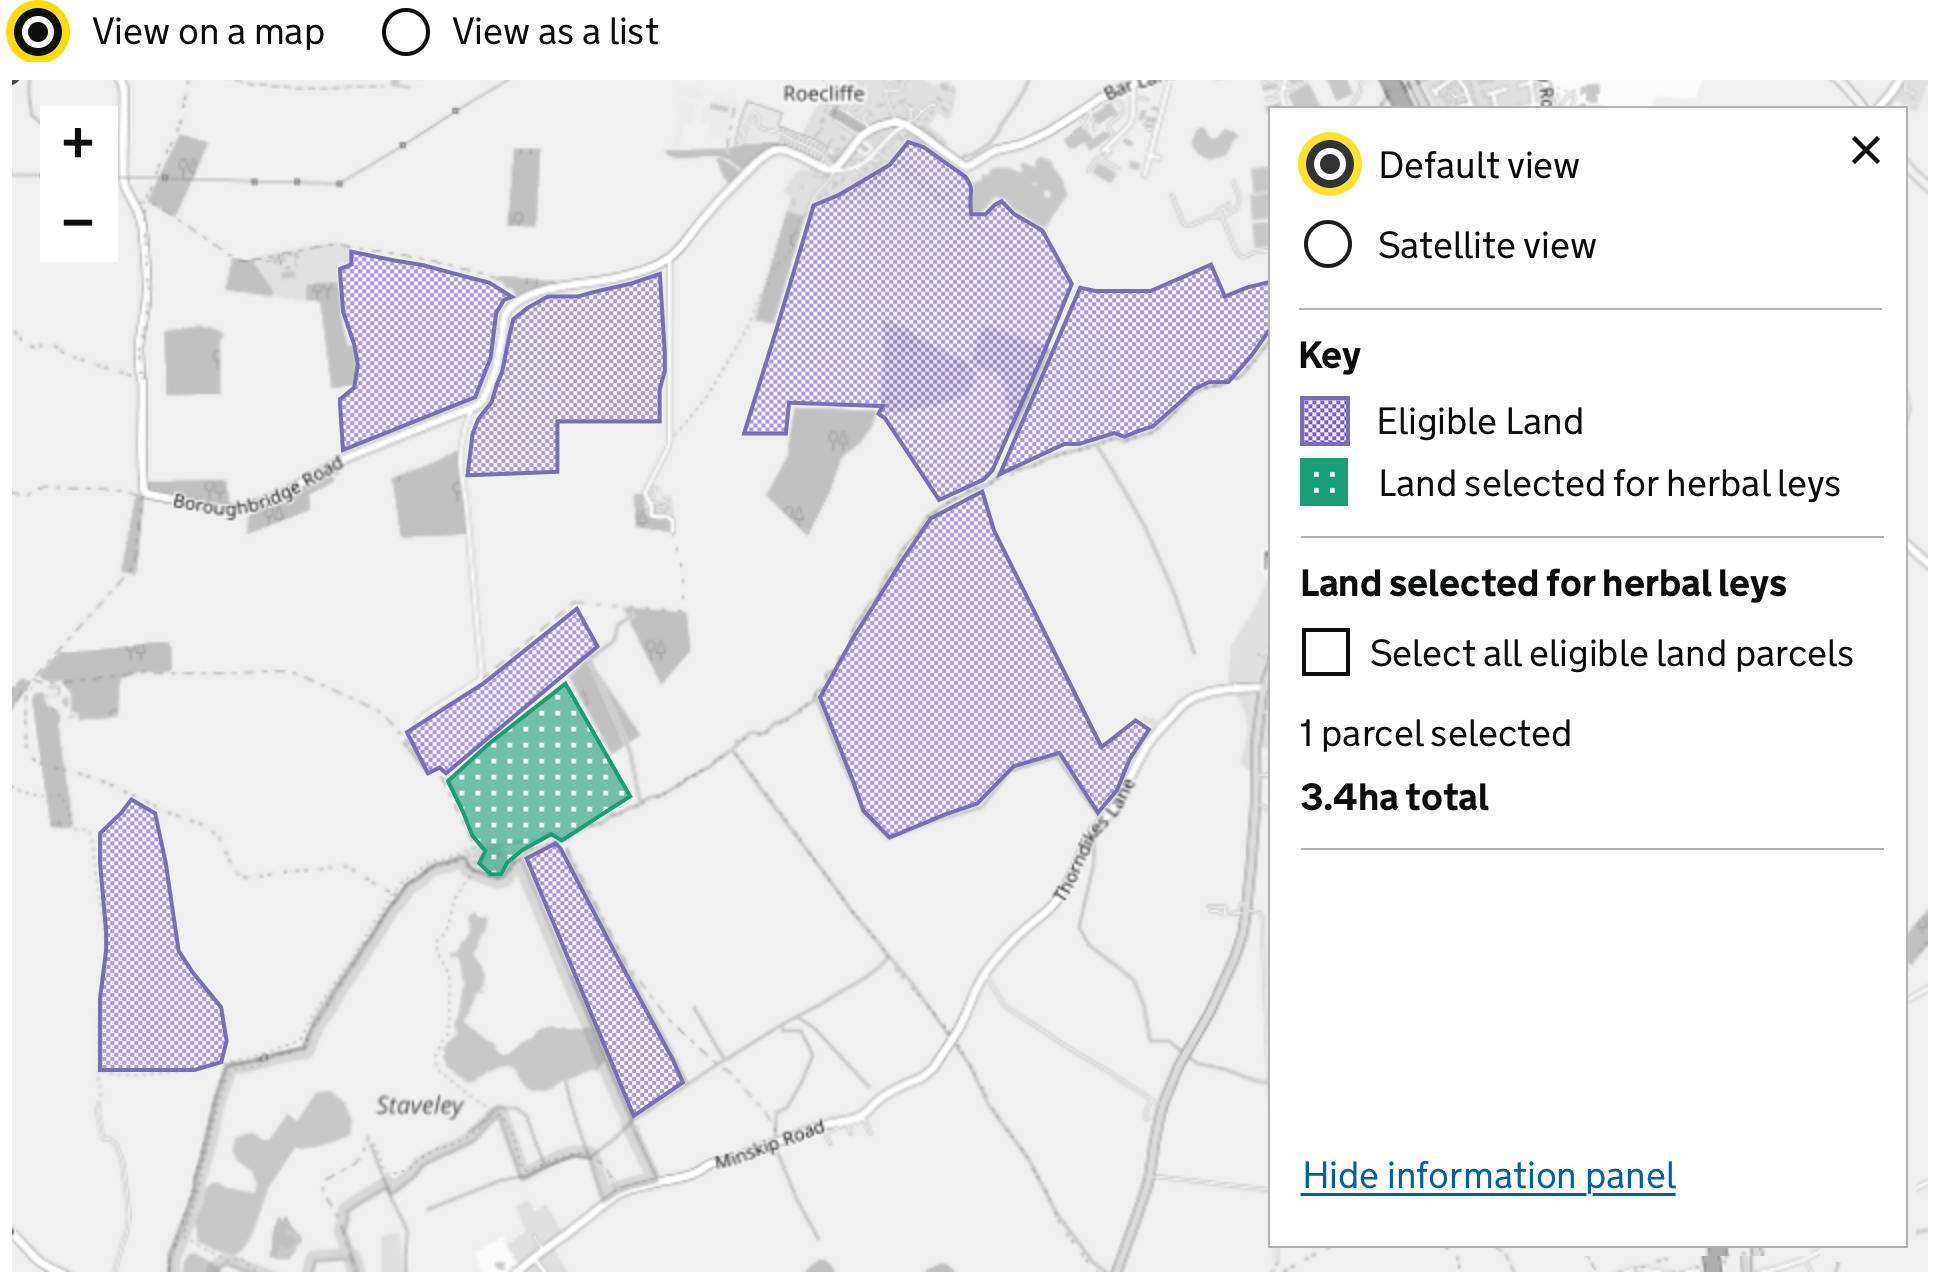 View on a map
View as a list
Roecliffe
Bar La
Ro
+
−
Boroughbridge Road
Thorndikes Lane
Staveley
Minskip Road
Default view
Satellite view
Key
Eligible Land
Land selected for herbal leys
Land selected for herbal leys
Select all eligible land parcels
1 parcel selected
3.4ha total
Hide information panel